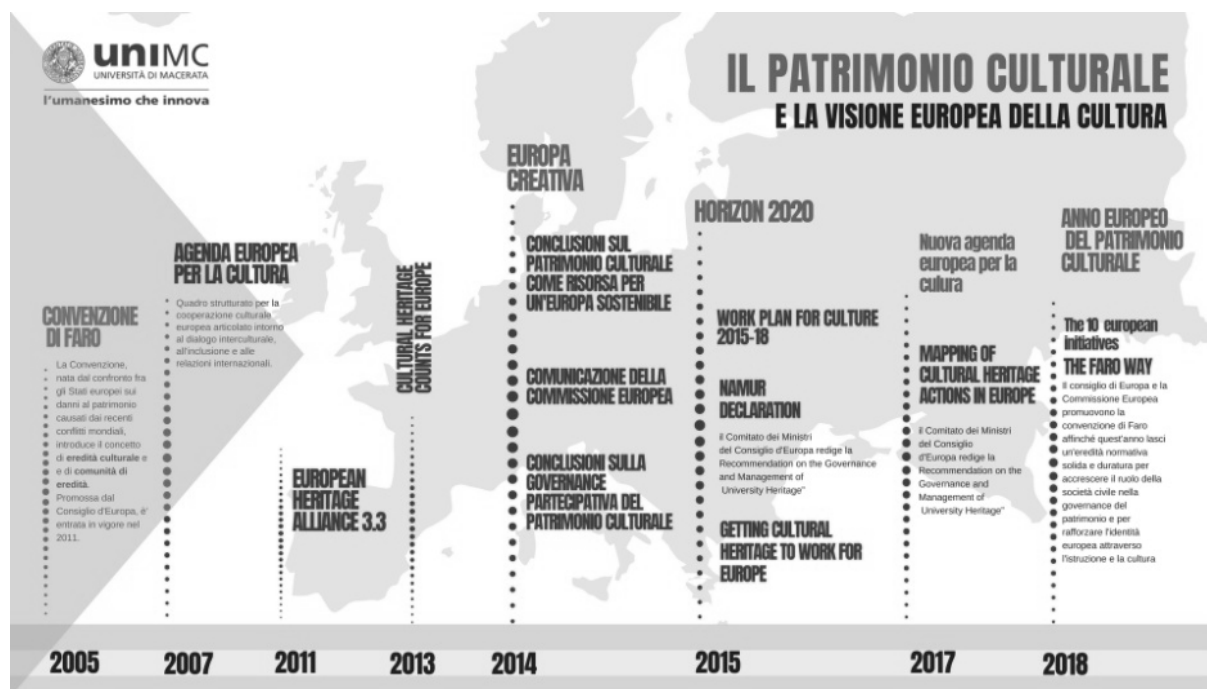 UNIMC
UNIVERSITÀ DI MACERATA
l'umanesimo che innova
IL PATRIMONIO CULTURALE
E LA VISIONE EUROPEA DELLA CULTURA
CONVENZIONE
DI FARO
La Convenzione,
nata dal confronto fra
gli Stati europei sui
danni al patrimonio
causati dai recenti
conflitti mondiali,
introduce il concetto
di eredità culturale e
e di comunità di
eredità.
Promossa dal
Consiglio d'Europa, è'
entrata in vigore nel
2011.
AGENDA EUROPEA
PER LA CULTURA
Quadro strutturato per la
cooperazione culturale
europea articolato intorno
al dialogo interculturale,
all'inclusione e alle
relazioni internazionali.
EUROPEAN
HERITAGE
ALLIANCE 3.3
CULTURAL HERITAGE
COUNTS FOR EUROPE
EUROPA
CREATIVA
CONCLUSIONI SUL
PATRIMONIO CULTURALE
COME RISORSA PER
UN'EUROPA SOSTENIBILE
COMUNICAZIONE DELLA
COMMISSIONE EUROPEA
CONCLUSIONI SULLA
GOVERNANCE
PARTECIPATIVA DEL
PATRIMONIO CULTURALE
HORIZON 2020
WORK PLAN FOR CULTURE
2015-18
NAMUR
DECLARATION
il Comitato dei Ministri
del Consiglio d'Europa redige la
Recommendation on the Governance
and Management of
University Heritage"
GETTING CULTURAL
HERITAGE TO WORK FOR
EUROPE
Nuova agenda
europea per la
culura
MAPPING OF
CULTURAL HERITAGE
ACTIONS IN EUROPE
il Comitato dei Ministri
del Consiglio
d'Europa redige la
Recommendation on the
Governance and
Management of
University Heritage"
ANNO EUROPEO
DEL PATRIMONIO
CULTURALE
The 10 european
initiatives
THE FARO WAY
Il consiglio di Europa e la
Commissione Europea
promuovono la
convenzione di Faro
affinché quest'anno lasci
un'eredità normativa
solida e duratura per
accrescere il ruolo della
società civile nella
governance del
patrimonio e per
rafforzare l'identità
europea attraverso
l'istruzione e la cultura
2005
2007
2011
2013
2014
2015
2017
2018